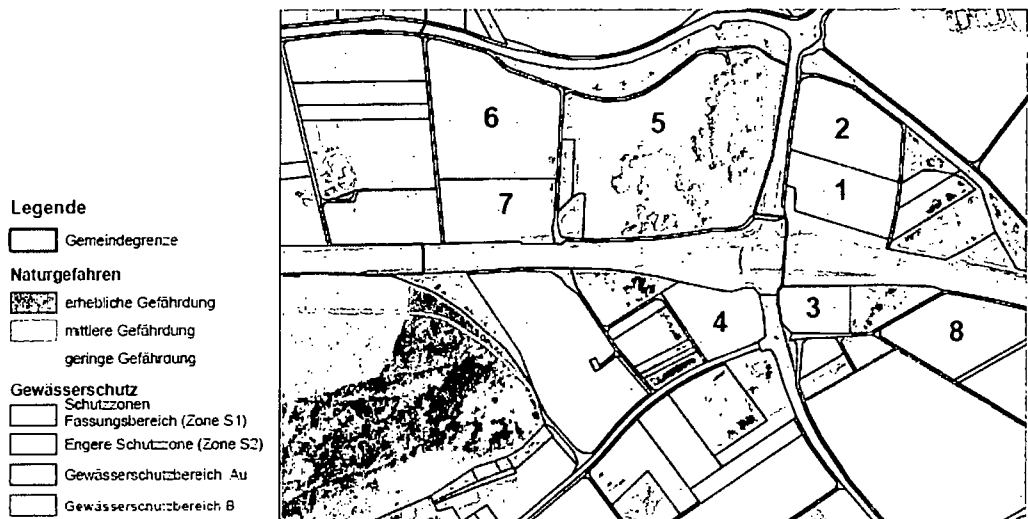 Legende
Gemeindegrenze
Naturgefahren
erhebliche Gefährdung
mittlere Gefährdung
geringe Gefährdung
Gewässerschutz
Schutzzonen
Fassungsbereich (Zone S1)
Engere Schutzzone (Zone S2)
Gewässerschutzbereich Au
Gewässerschutzbereich B
6
5
2
1
7
3
4
8